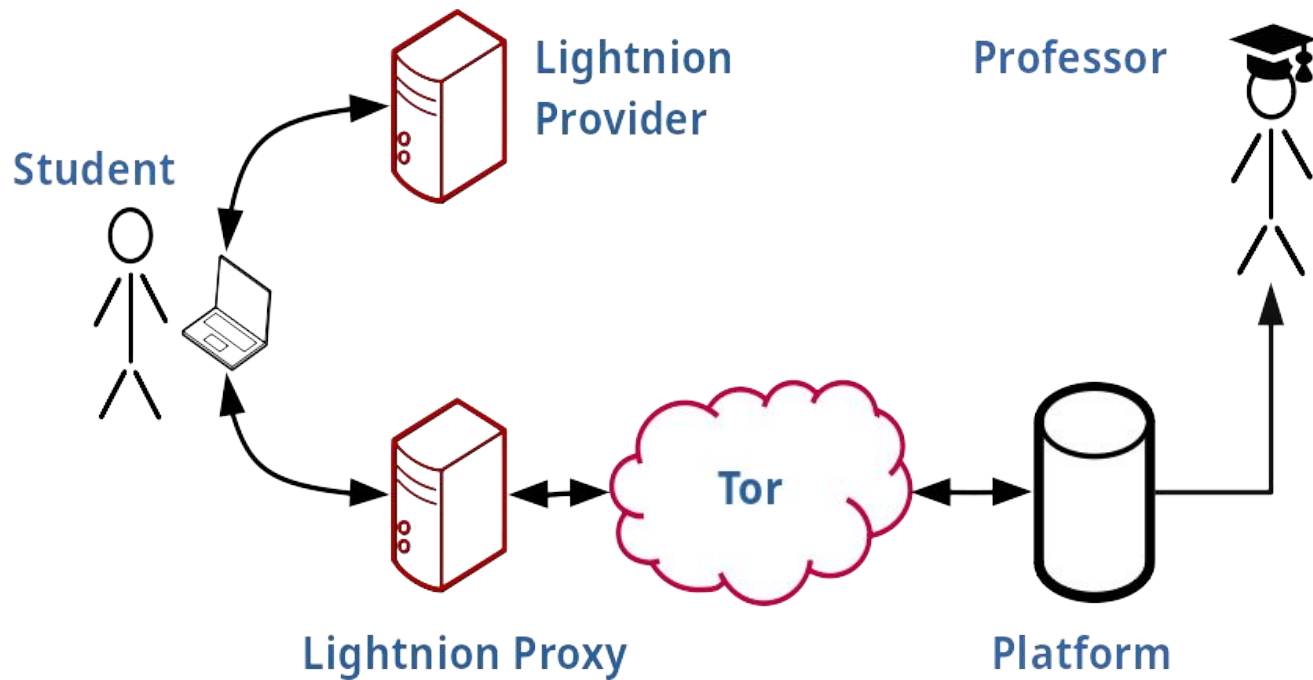 Lightnion
Provider
Professor
Student
Tor
Lightnion Proxy
Platform